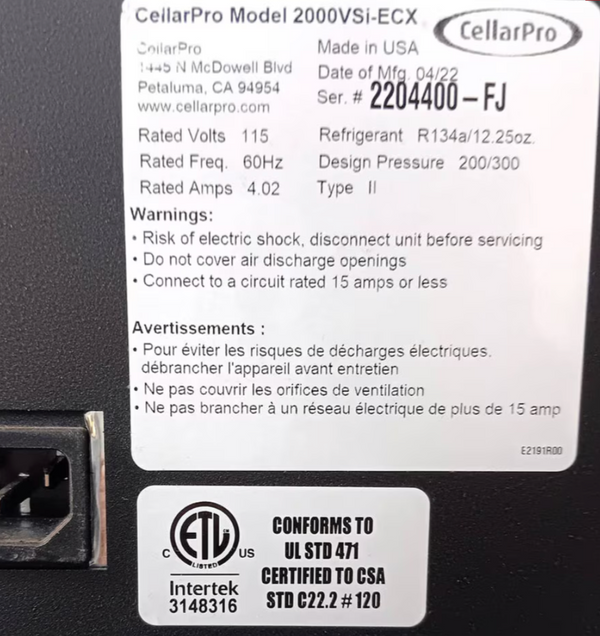 CellarPro Model 2000VSi-ECX
CellarPro
CellarPro
1445 N McDowell Blvd
Petaluma, CA 94954
www.cellarpro.com
Made in USA
Date of Mfg. 04/22
Ser. # 2204400-FJ
Rated Volts 115
Rated Freq. 60Hz
Rated Amps 4.02
Refrigerant R134a/12.25oz.
Design Pressure 200/300
Type II
Warnings:
• Risk of electric shock, disconnect unit before servicing
• Do not cover air discharge openings
• Connect to a circuit rated 15 amps or less
Avertissements :
• Pour éviter les risques de décharges électriques.
débrancher l'appareil avant entretien
• Ne pas couvrir les orifices de ventilation
• Ne pas brancher à un réseau électrique de plus de 15 amp
E2191R00
C ETL US
LISTED
Intertek
3148316
CONFORMS TO
UL STD 471
CERTIFIED TO CSA
STD C22.2 # 120